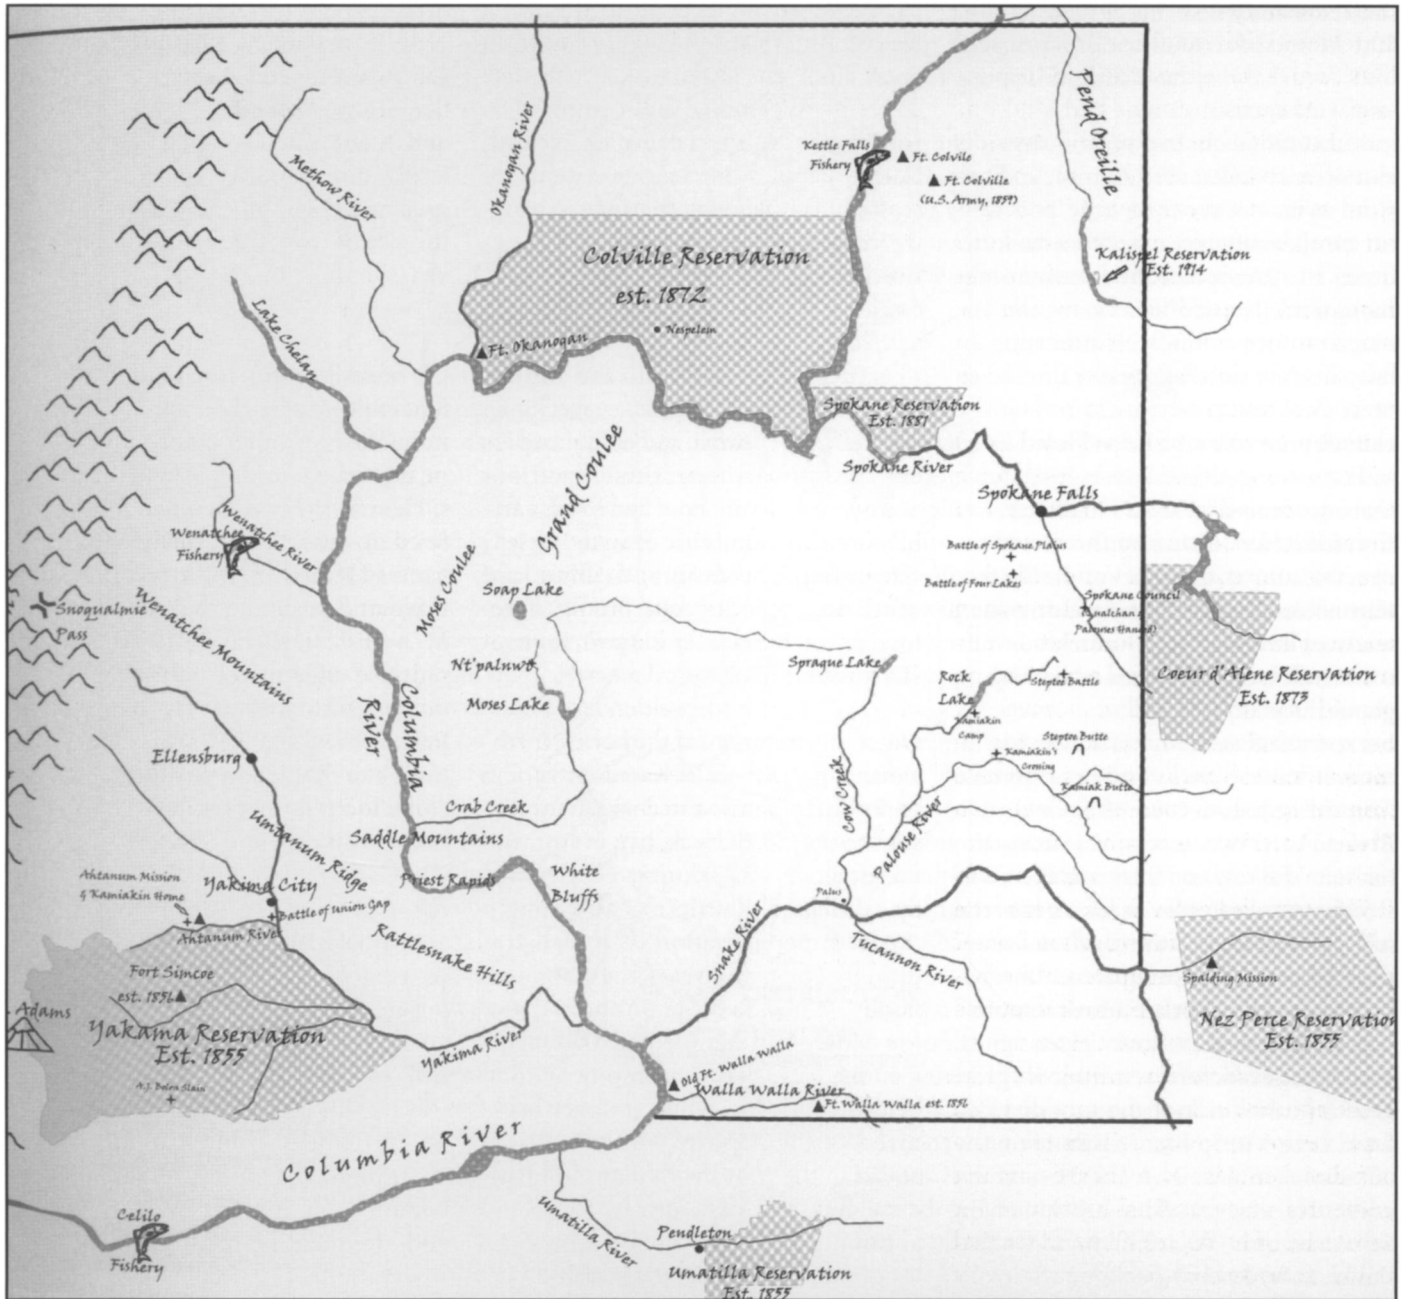 Okanogan River
Methow River
Pend Oreille
Kettle Falls
Fishery
Ft. Colvile
Ft. Colville
(U.S. Army, 1859)
Kalispel Reservation
Est. 1914
Colville Reservation
est. 1872
Nespelem
Ft. Okanogan
Lake Chelan
Spokane Reservation
Est. 1881
Spokane River
Spokane Falls
Grand Coulee
Moses Coulee
Wenatchee River
Wenatchee
Fishery
Battle of Spokane Plains
Battle of Four Lakes
Snoqualmie
Pass
Wenatchee Mountains
Soap Lake
Spokane Council
(Qualchan &
Palouses Hanged)
Nt'paluwt
Moses Lake
Sprague Lake
Rock
Lake
Steptoe Battle
Coeur d'Alene Reservation
Est. 1873
Kamiakin
Camp
Columbia
River
Ellensburg
Steptoe Butte
Kamiakin's
Crossing
Kamiak Butte
Crab Creek
Cow Creek
Saddle Mountains
Palouse River
Umtanum Ridge
Priest Rapids
White
Bluffs
Ahtanum Mission
& Kamiakin Home
Yakima City
Battle of Union Gap
Ahtanum River
Palus
Snake River
Tucannon River
Rattlesnake Hills
Fort Simcoe
est. 1856
Spalding Mission
Adams
Yakama Reservation
Est. 1855
Nez Perce Reservation
Est. 1855
Yakima River
A.J. Bolon Slain
Old Ft. Walla Walla
Walla Walla River
Ft. Walla Walla est. 1856
Columbia River
Celilo
Fishery
Umatilla River
Pendleton
Umatilla Reservation
Est. 1855